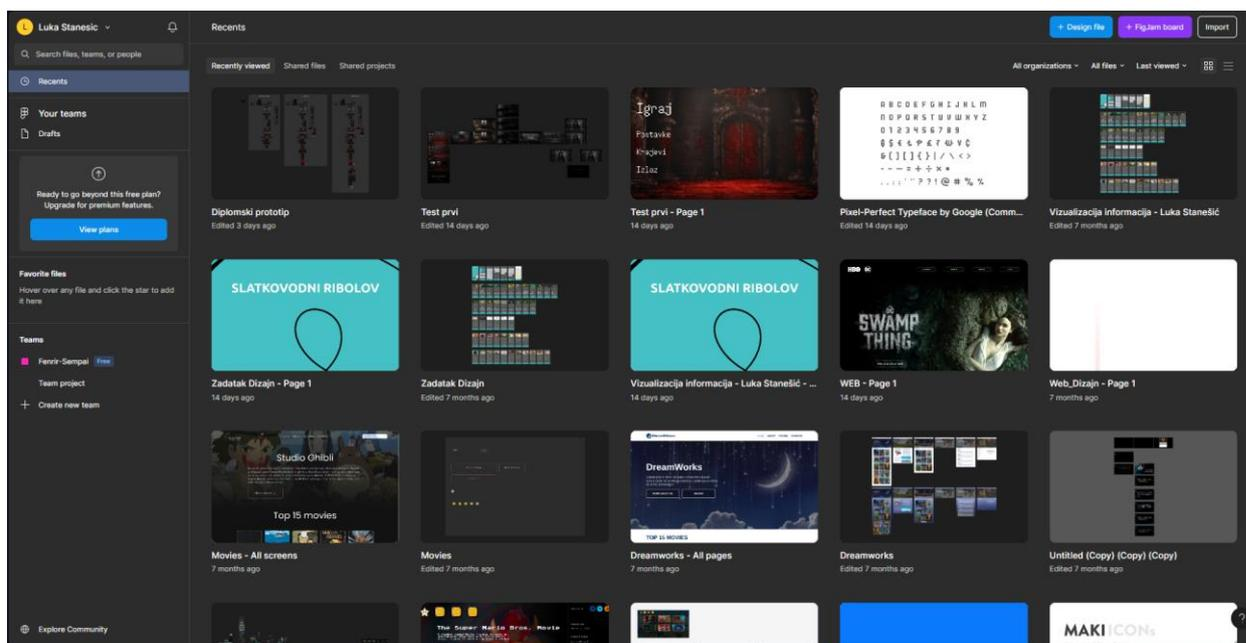 L Luka Stanesic
Search files, teams, or people
Recents
Your teams
Drafts
Ready to go beyond this free plan?
Upgrade for premium features.
View plans
Favorite files
Hover over any file and click the star to add
it here
Teams
Fenrir-Sempai Free
Team project
+ Create new team
Explore Community
Recents
+ Design file
+ FigJam board
Import
Recently viewed Shared files Shared projects
All organizations All files Last viewed
Igraj
Postavke
Krajevi
Izlaz
ABCDEFGHIJKLM
NOPQRSTUVWXYZ
0123456789
Diplomski prototip
Edited 3 days ago
Test prvi
Edited 14 days ago
Test prvi - Page 1
14 days ago
Pixel-Perfect Typeface by Google (Comm...
Edited 14 days ago
Vizualizacija informacija - Luka Stanešić
Edited 7 months ago
SLATKOVODNI RIBOLOV
SLATKOVODNI RIBOLOV
HBO DC
SWAMP
THING
Zadatak Dizajn - Page 1
14 days ago
Zadatak Dizajn
Edited 7 months ago
Vizualizacija informacija - Luka Stanešić - ...
14 days ago
WEB - Page 1
14 days ago
Web_Dizajn - Page 1
7 months ago
Studio Ghibli
Top 15 movies
DreamWorks
TOP 15 MOVIES
Movies - All screens
7 months ago
Movies
Edited 7 months ago
Dreamworks - All pages
7 months ago
Dreamworks
Edited 7 months ago
Untitled (Copy) (Copy) (Copy)
Edited 7 months ago
The Super Mario Bros. Movie
MAKI ICONs
?